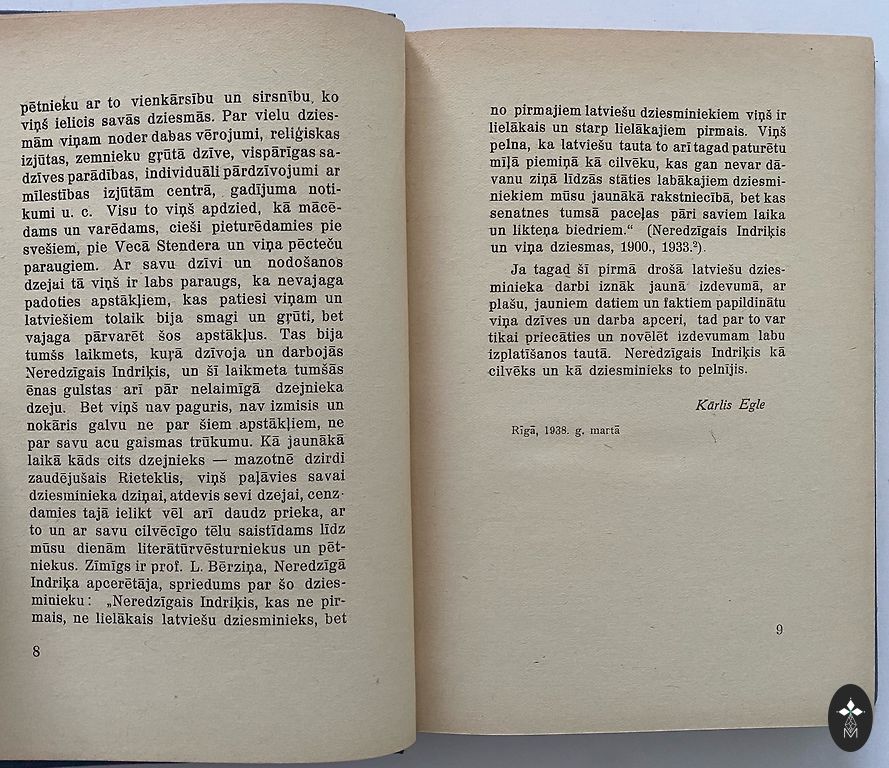 pētnieku ar to vienkārsību un sirsnību, ko
viņš ielicis savās dziesmās. Par vielu dzies-
mām viņam noder dabas vērojumi, reliģiskas
izjūtas, zemnieku gŗūtā dzīve, vispārīgas sa-
dzīves parādības, individuāli pārdzīvojumi ar
mīlestības izjūtām centrā, gadījuma noti-
kumi u. c. Visu to viņš apdzied, kā mācē-
dams un varēdams, cieši pieturēdamies pie
svešiem, pie Vecā Stendera un viņa pēcteču
paraugiem. Ar savu dzīvi un nodošanos
dzejai tā viņš ir labs paraugs, ka nevajaga
padoties apstākļiem, kas patiesi viņam un
latviešiem tolaik bija smagi un gŗūti, bet
vajaga pārvarēt šos apstākļus. Tas bija
tumšs laikmets, kuŗā dzīvoja un darbojās
Neredzīgais Indriķis, un šī laikmeta tumšās
ēnas gulstas arī pār nelaimīgā dzejnieka
dzeju. Bet viņš nav paguris, nav izmisis un
nokāris galvu ne par šiem apstākļiem, ne
par savu acu gaismas trūkumu. Kā jaunākā
laikā kāds cits dzejnieks — mazotnē dzirdi
zaudējušais Rieteklis, viņš paļāvies savai
dziesminieka dziņai, atdevis sevi dzejai, cenz-
damies tajā ielikt vēl arī daudz prieka, ar
to un ar savu cilvēcīgo tēlu saistīdams līdz
mūsu dienām literātūrvēsturniekus un pēt-
niekus. Zīmīgs ir prof. L. Bērziņa, Neredzīgā
Indriķa apcerētāja, spriedums par šo dzies-
minieku: „Neredzīgais Indriķis, kas ne pir-
mais, ne lielākais latviešu dziesminieks, bet
8
no pirmajiem latviešu dziesminiekiem viņš ir
lielākais un starp lielākajiem pirmais. Viņš
pelna, ka latviešu tauta to arī tagad paturētu
mīļā piemiņā kā cilvēku, kas gan nevar dā-
vanu ziņā līdzās stāties labākajiem dziesmi-
niekiem mūsu jaunākā rakstniecībā, bet kas
senatnes tumsā paceļas pāri saviem laika
un likteņa biedriem.“ (Neredzīgais Indriķis
un viņa dziesmas, 1900., 1933.²).
Ja tagad šī pirmā drošā latviešu dzies-
minieka darbi iznāk jaunā izdevumā, ar
plašu, jauniem datiem un faktiem papildinātu
viņa dzīves un darba apceri, tad par to var
tikai priecāties un novēlēt izdevumam labu
izplatīšanos tautā. Neredzīgais Indriķis kā
cilvēks un kā dziesminieks to pelnījis.
Kārlis Egle
Rīgā, 1938. g. martā
9
M